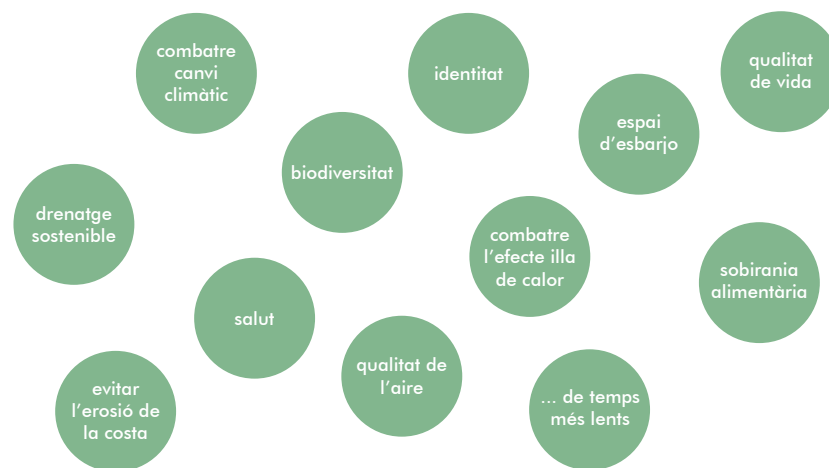 combatre
canvi
climàtic
identitat
qualitat
de vida
espai
d'esbarjo
biodiversitat
drenatge
sostenible
combatre
l'efecte illa
de calor
sobirania
alimentària
salut
qualitat de
l'aire
evitar
l'erosió de
la costa
... de temps
més lents